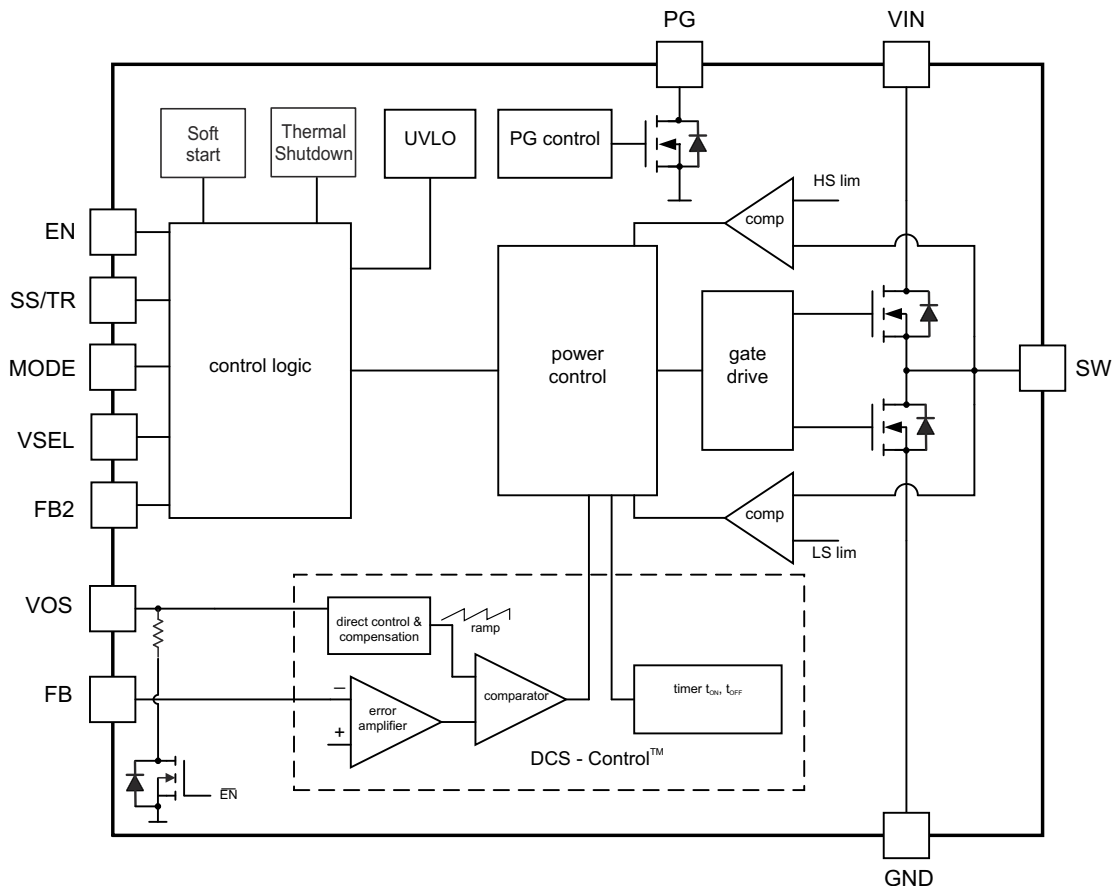 PG
VIN
Soft
start
Thermal
Shutdown
UVLO
PG control
HS lim
comp
EN
SS/TR
MODE
VSEL
FB2
control logic
power
control
gate
drive
SW
comp
LS lim
VOS
FB
direct control &
compensation
ramp
comparator
–
error
amplifier
+
timer tON, tOFF
DCS - Control™
EN
GND